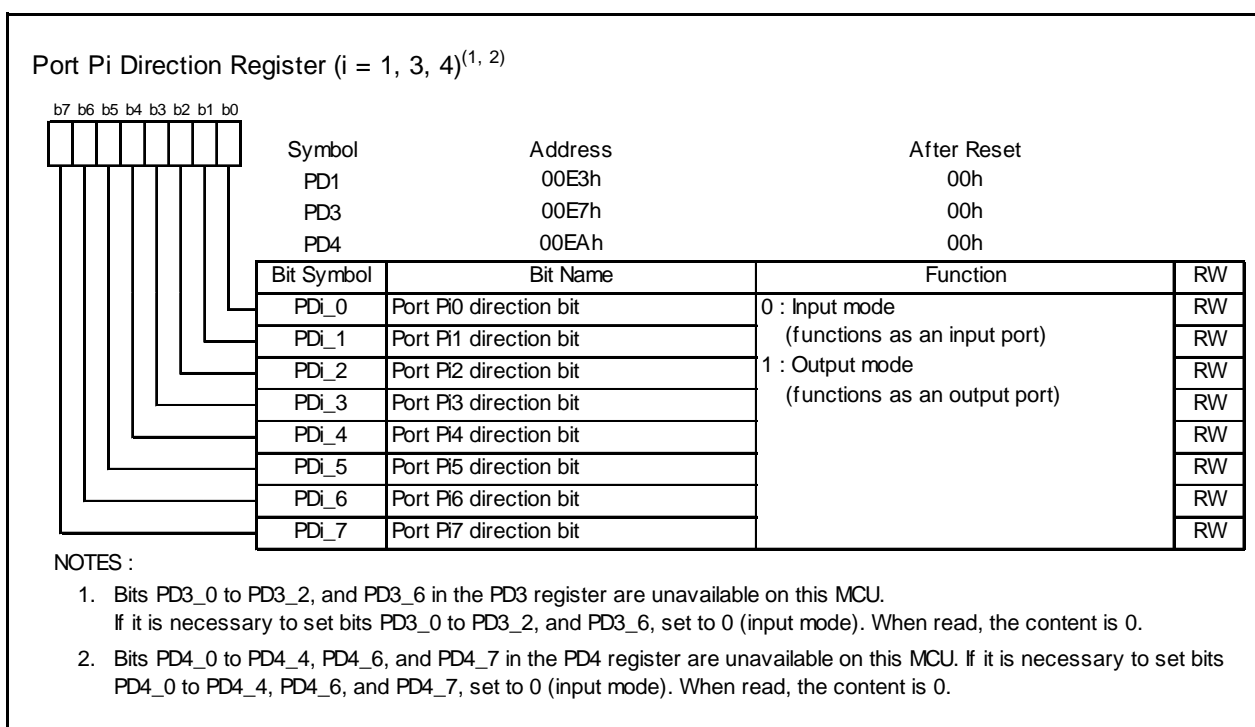 Port Pi Direction Register (i = 1, 3, 4)(1, 2)
b7 b6 b5 b4 b3 b2 b1 b0
Symbol Address After Reset
PD1 00E3h 00h
PD3 00E7h 00h
PD4 00EAh 00h
Bit Symbol Bit Name Function RW
PDi_0 Port Pi0 direction bit 0 : Input mode RW
PDi_1 Port Pi1 direction bit (functions as an input port) RW
PDi_2 Port Pi2 direction bit 1 : Output mode RW
PDi_3 Port Pi3 direction bit (functions as an output port) RW
PDi_4 Port Pi4 direction bit RW
PDi_5 Port Pi5 direction bit RW
PDi_6 Port Pi6 direction bit RW
PDi_7 Port Pi7 direction bit RW
NOTES :
1. Bits PD3_0 to PD3_2, and PD3_6 in the PD3 register are unavailable on this MCU.
If it is necessary to set bits PD3_0 to PD3_2, and PD3_6, set to 0 (input mode). When read, the content is 0.
2. Bits PD4_0 to PD4_4, PD4_6, and PD4_7 in the PD4 register are unavailable on this MCU. If it is necessary to set bits
PD4_0 to PD4_4, PD4_6, and PD4_7, set to 0 (input mode). When read, the content is 0.